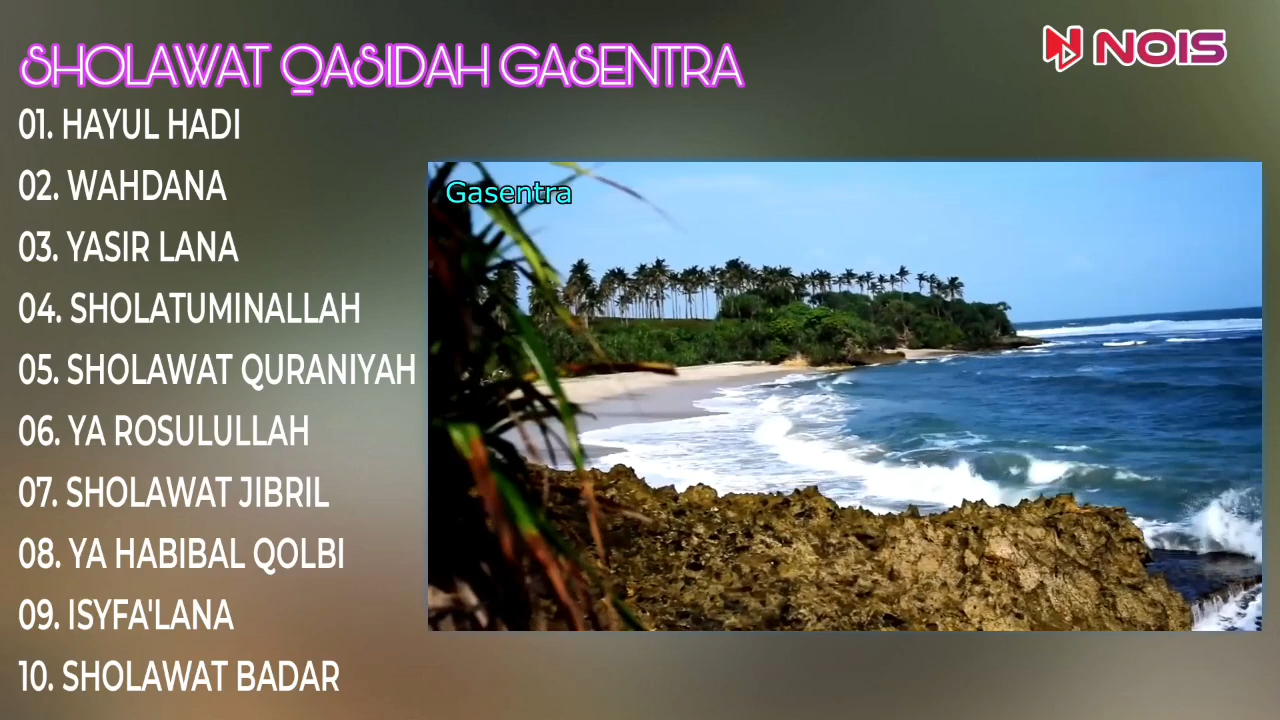 SHOLAWAT QASIDAH GASENTRA
NOIS
01. HAYUL HADI
02. WAHDANA
03. YASIR LANA
04. SHOLATUMINALLAH
05. SHOLAWAT QURANIYAH
06. YA ROSULULLAH
07. SHOLAWAT JIBRIL
08. YA HABIBAL QOLBI
09. ISYFA'LANA
10. SHOLAWAT BADAR
Gasentra